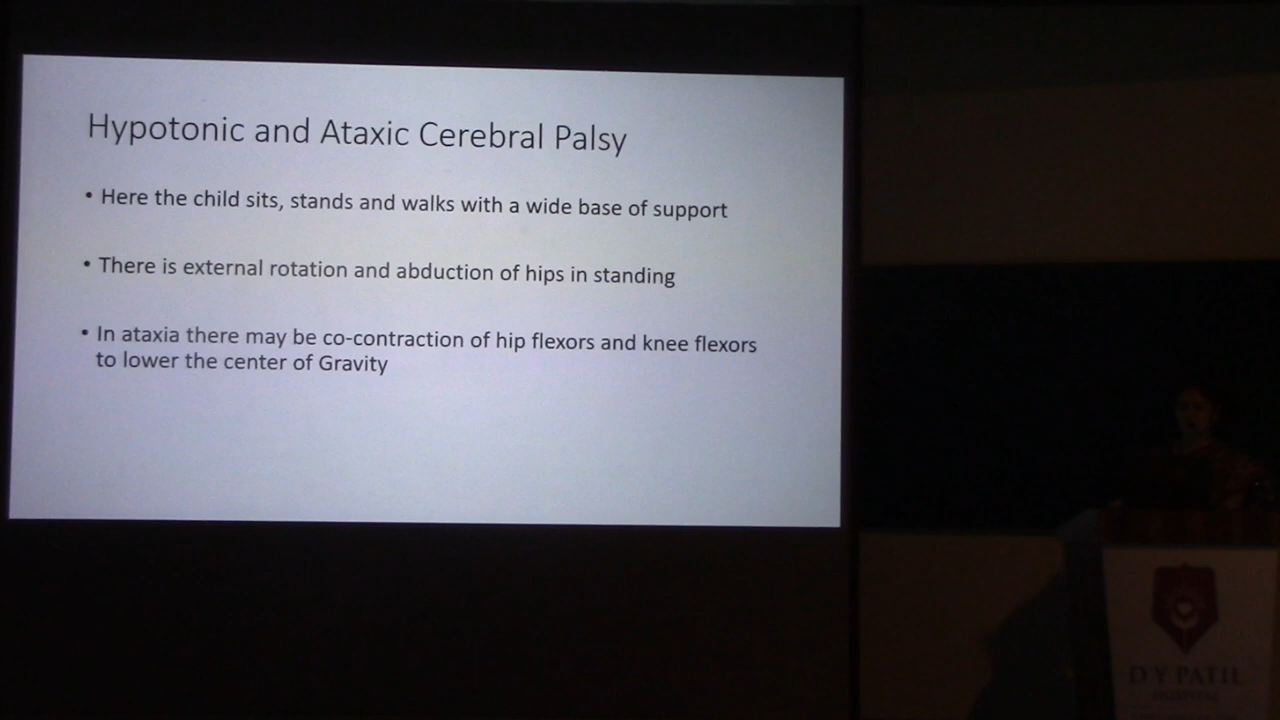 Hypotonic and Ataxic Cerebral Palsy
• Here the child sits, stands and walks with a wide base of support
• There is external rotation and abduction of hips in standing
• In ataxia there may be co-contraction of hip flexors and knee flexors
to lower the center of Gravity
D Y PATIL
HOSPITAL